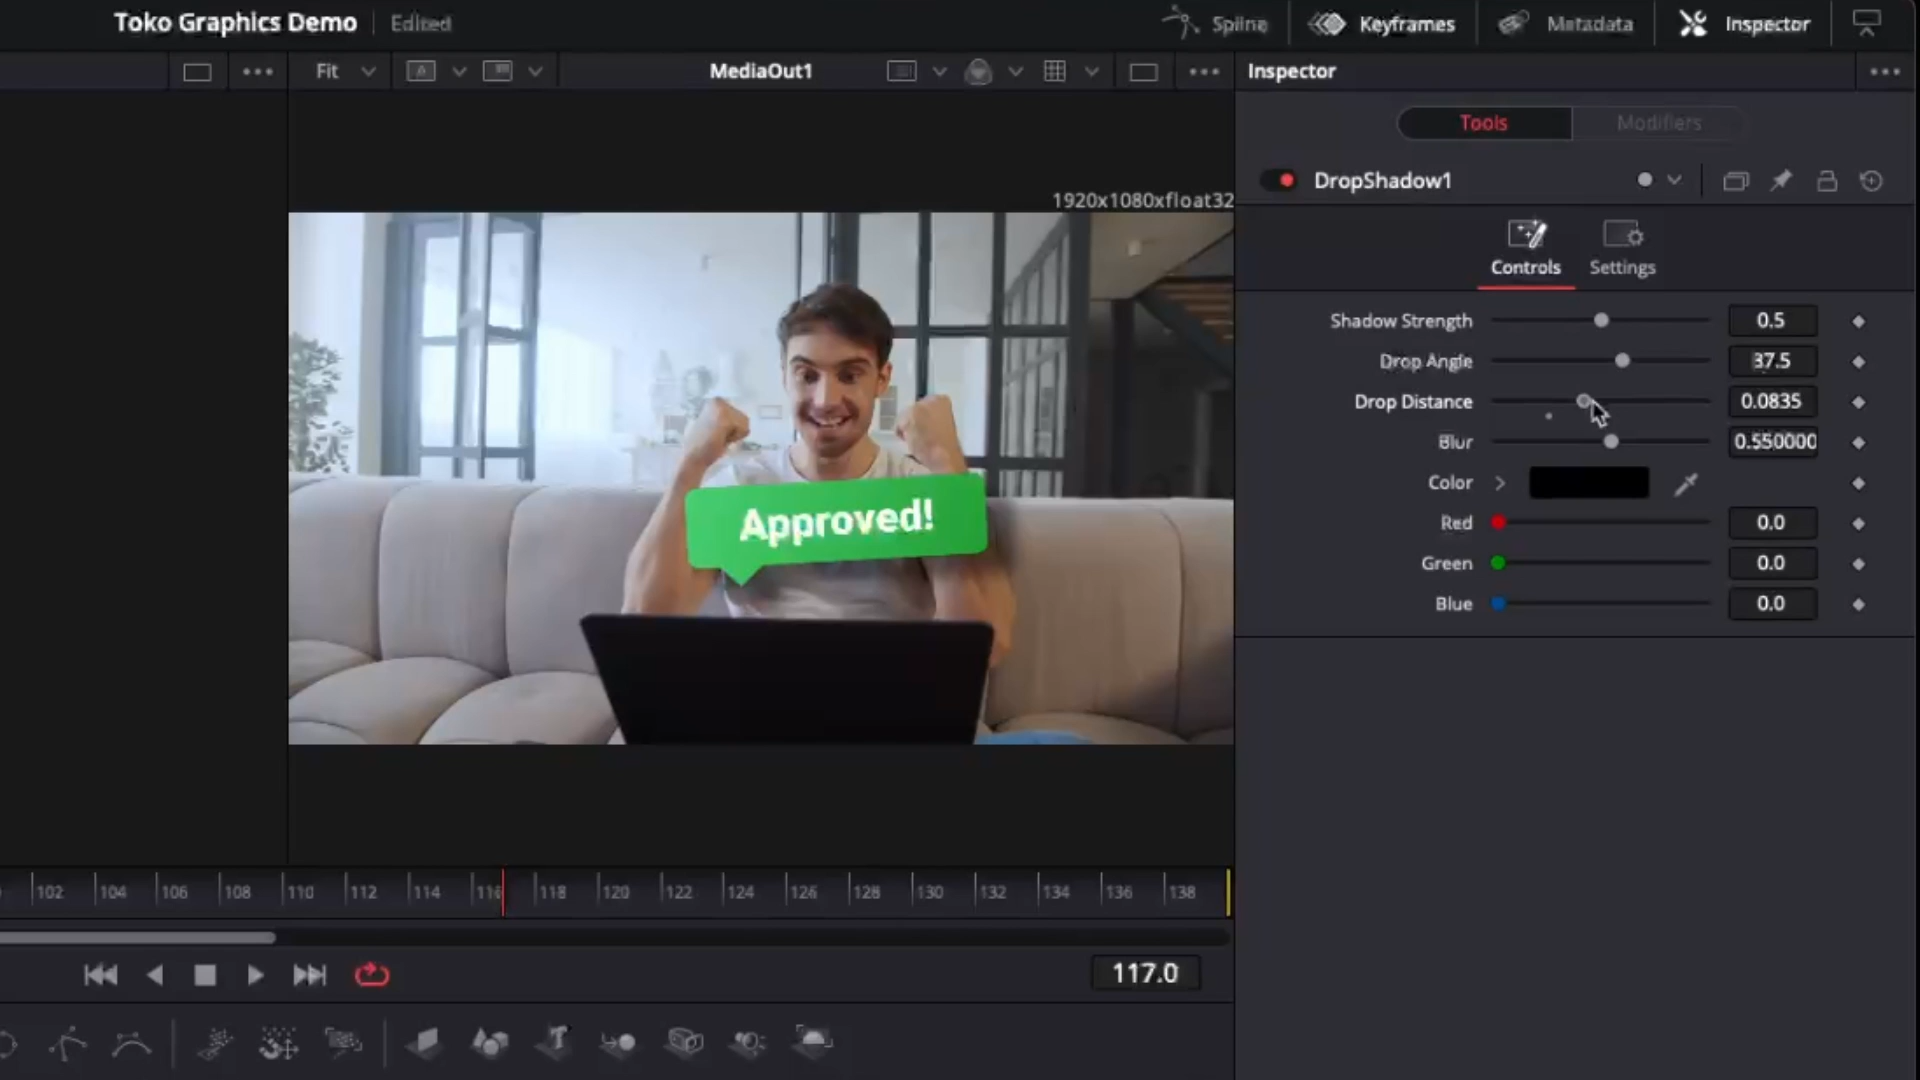 Toko Graphics Demo
Edited
Spline
Keyframes
Metadata
Inspector
Fit
MediaOut1
Inspector
Tools
Modifiers
DropShadow1
1920x1080xfloat32
Controls
Settings
Shadow Strength 0.5
Drop Angle 37.5
Drop Distance 0.0835
Blur 0.550000
Color
Red 0.0
Green 0.0
Blue 0.0
Approved!
102 104 106 108 110 112 114 116 118 120 122 124 126 128 130 132 134 136 138
117.0